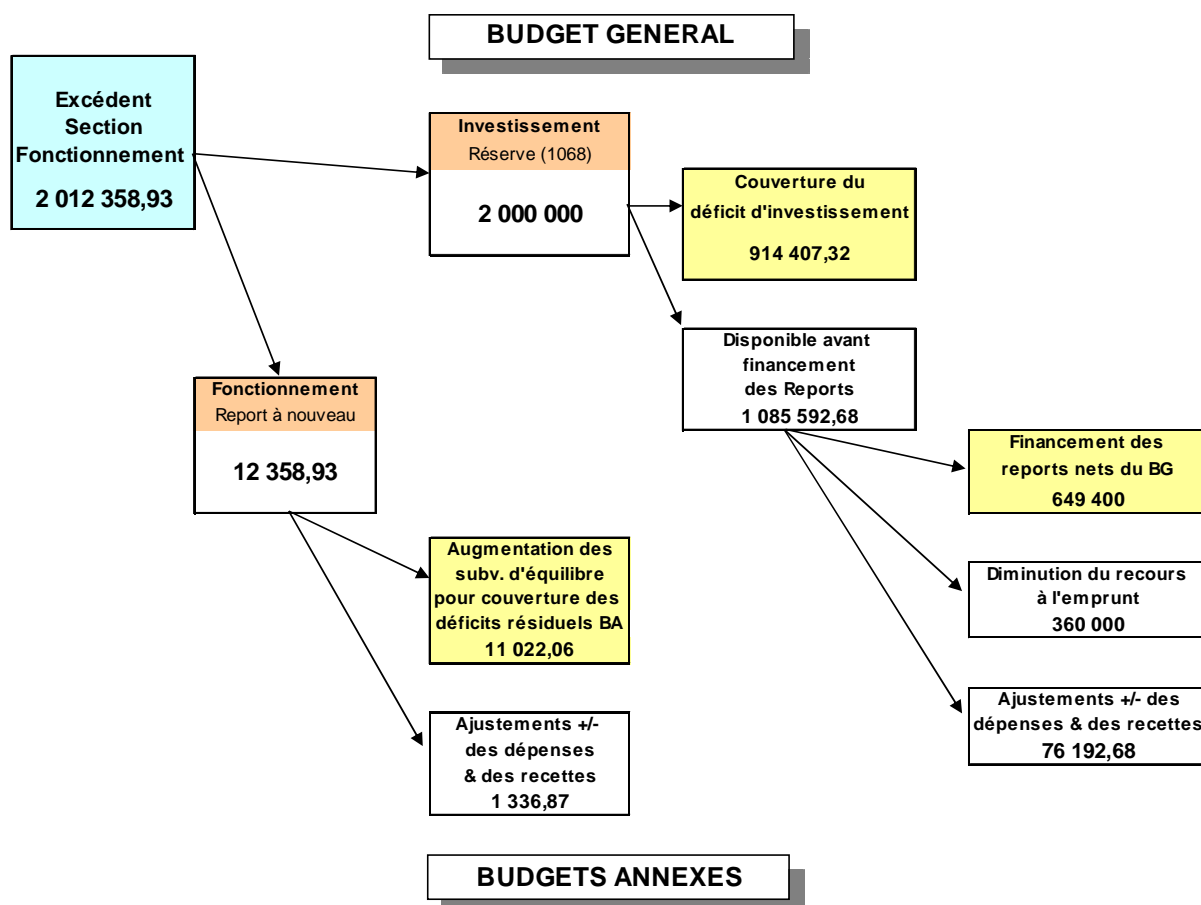 BUDGET GENERAL
Excédent
Section
Fonctionnement
2 012 358,93
Investissement
Réserve (1068)
2 000 000
Couverture du
déficit d'investissement
914 407,32
Disponible avant
financement
des Reports
1 085 592,68
Fonctionnement
Report à nouveau
12 358,93
Financement des
reports nets du BG
649 400
Augmentation des
subv. d'équilibre
pour couverture des
déficits résiduels BA
11 022,06
Diminution du recours
à l'emprunt
360 000
Ajustements +/- des
dépenses & des recettes
76 192,68
Ajustements +/-
des dépenses
& des recettes
1 336,87
BUDGETS ANNEXES